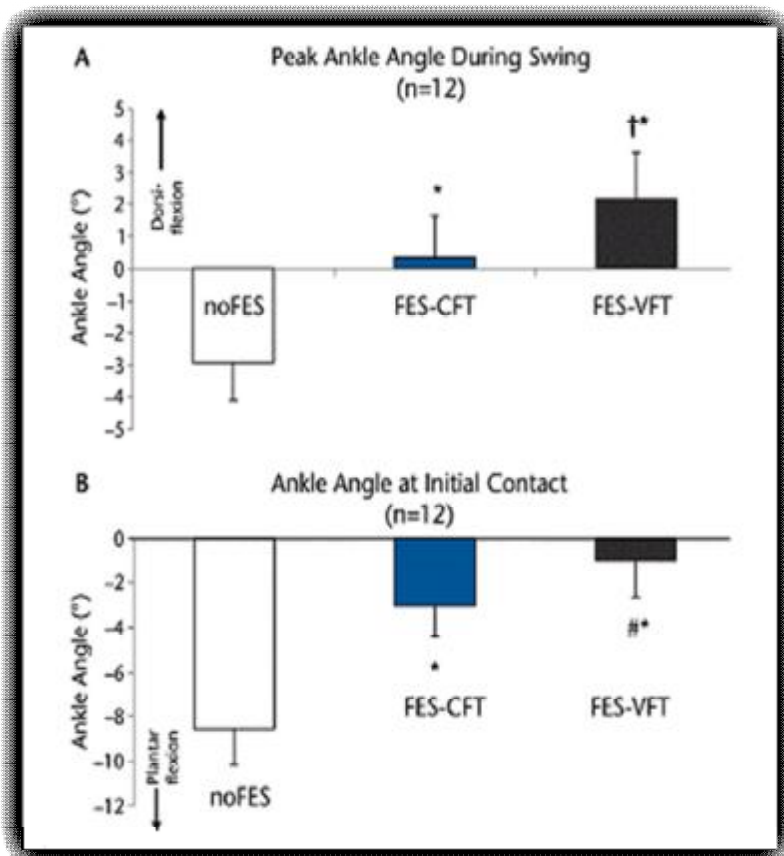 A
Peak Ankle Angle During Swing
(n=12)
Ankle Angle (°)
5
4
3
2
1
0
−1
−2
−3
−4
−5
Dorsi-
flexion
noFES
*
FES-CFT
†*
FES-VFT
B
Ankle Angle at Initial Contact
(n=12)
Ankle Angle (°)
0
−2
−4
−6
−8
−10
−12
Plantar
flexion
noFES
*
FES-CFT
#*
FES-VFT